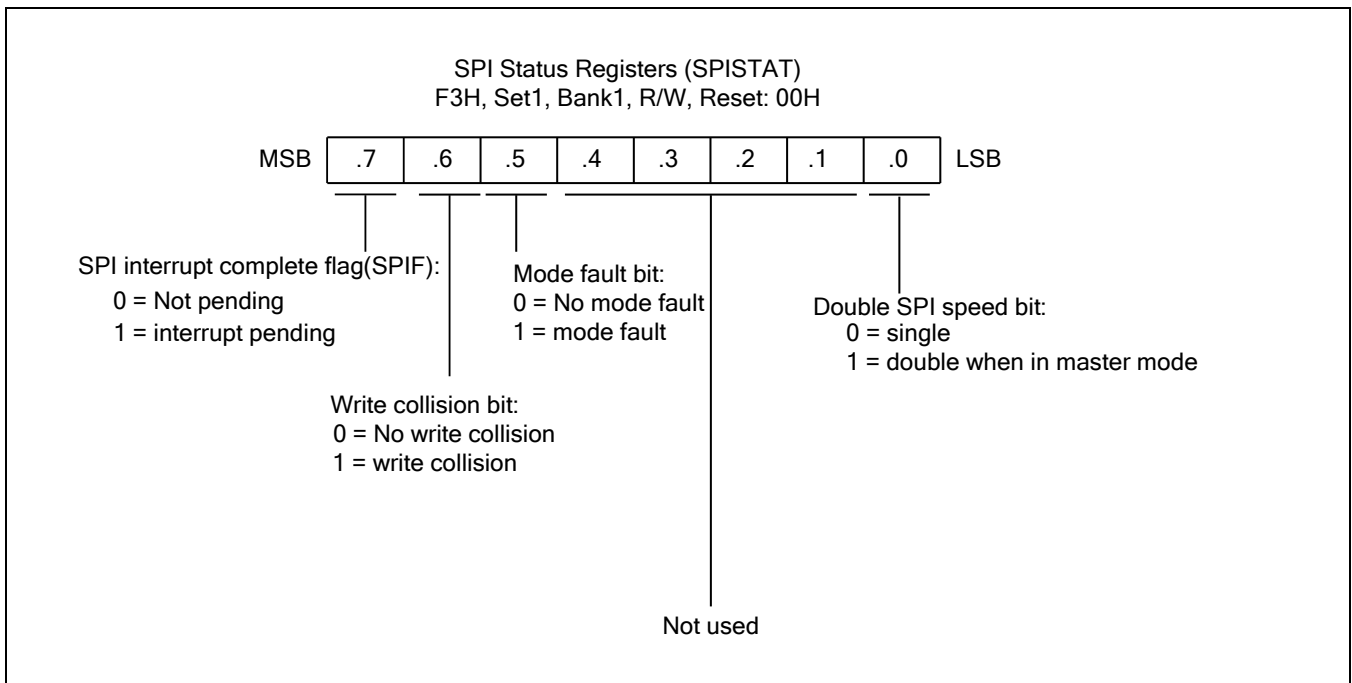 SPI Status Registers (SPISTAT)
F3H, Set1, Bank1, R/W, Reset: 00H
MSB .7 .6 .5 .4 .3 .2 .1 .0 LSB
SPI interrupt complete flag(SPIF):
0 = Not pending
1 = interrupt pending
Mode fault bit:
0 = No mode fault
1 = mode fault
Double SPI speed bit:
0 = single
1 = double when in master mode
Write collision bit:
0 = No write collision
1 = write collision
Not used